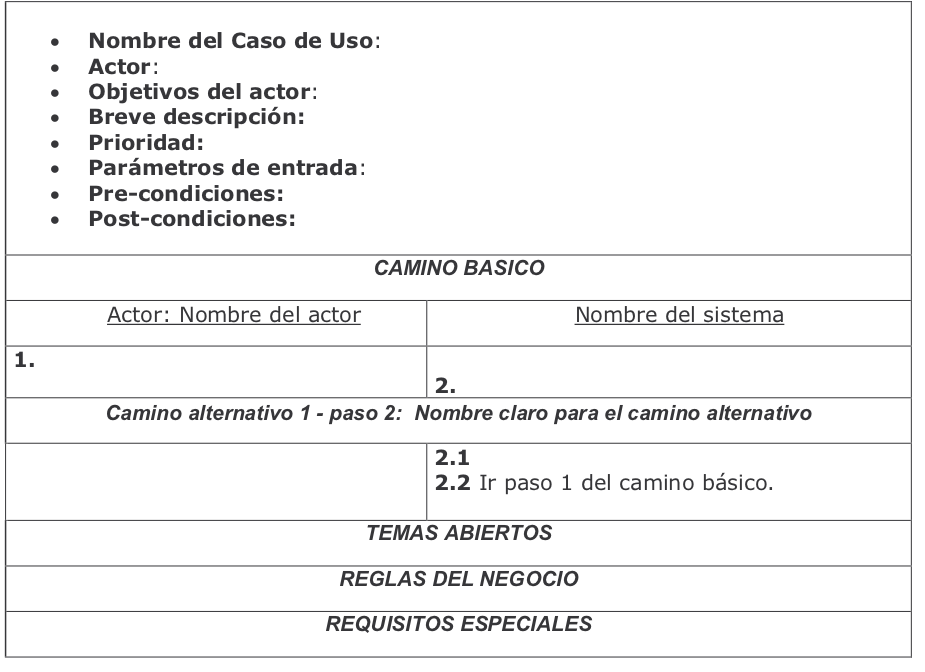 • Nombre del Caso de Uso:
• Actor:
• Objetivos del actor:
• Breve descripción:
• Prioridad:
• Parámetros de entrada:
• Pre-condiciones:
• Post-condiciones:
CAMINO BASICO
Actor: Nombre del actor
Nombre del sistema
1.
2.
Camino alternativo 1 - paso 2: Nombre claro para el camino alternativo
2.1
2.2 Ir paso 1 del camino básico.
TEMAS ABIERTOS
REGLAS DEL NEGOCIO
REQUISITOS ESPECIALES